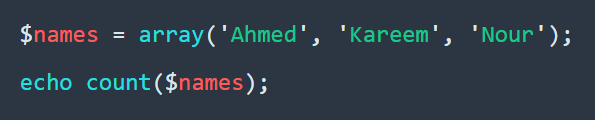 $names = array('Ahmed', 'Kareem', 'Nour');
echo count($names);